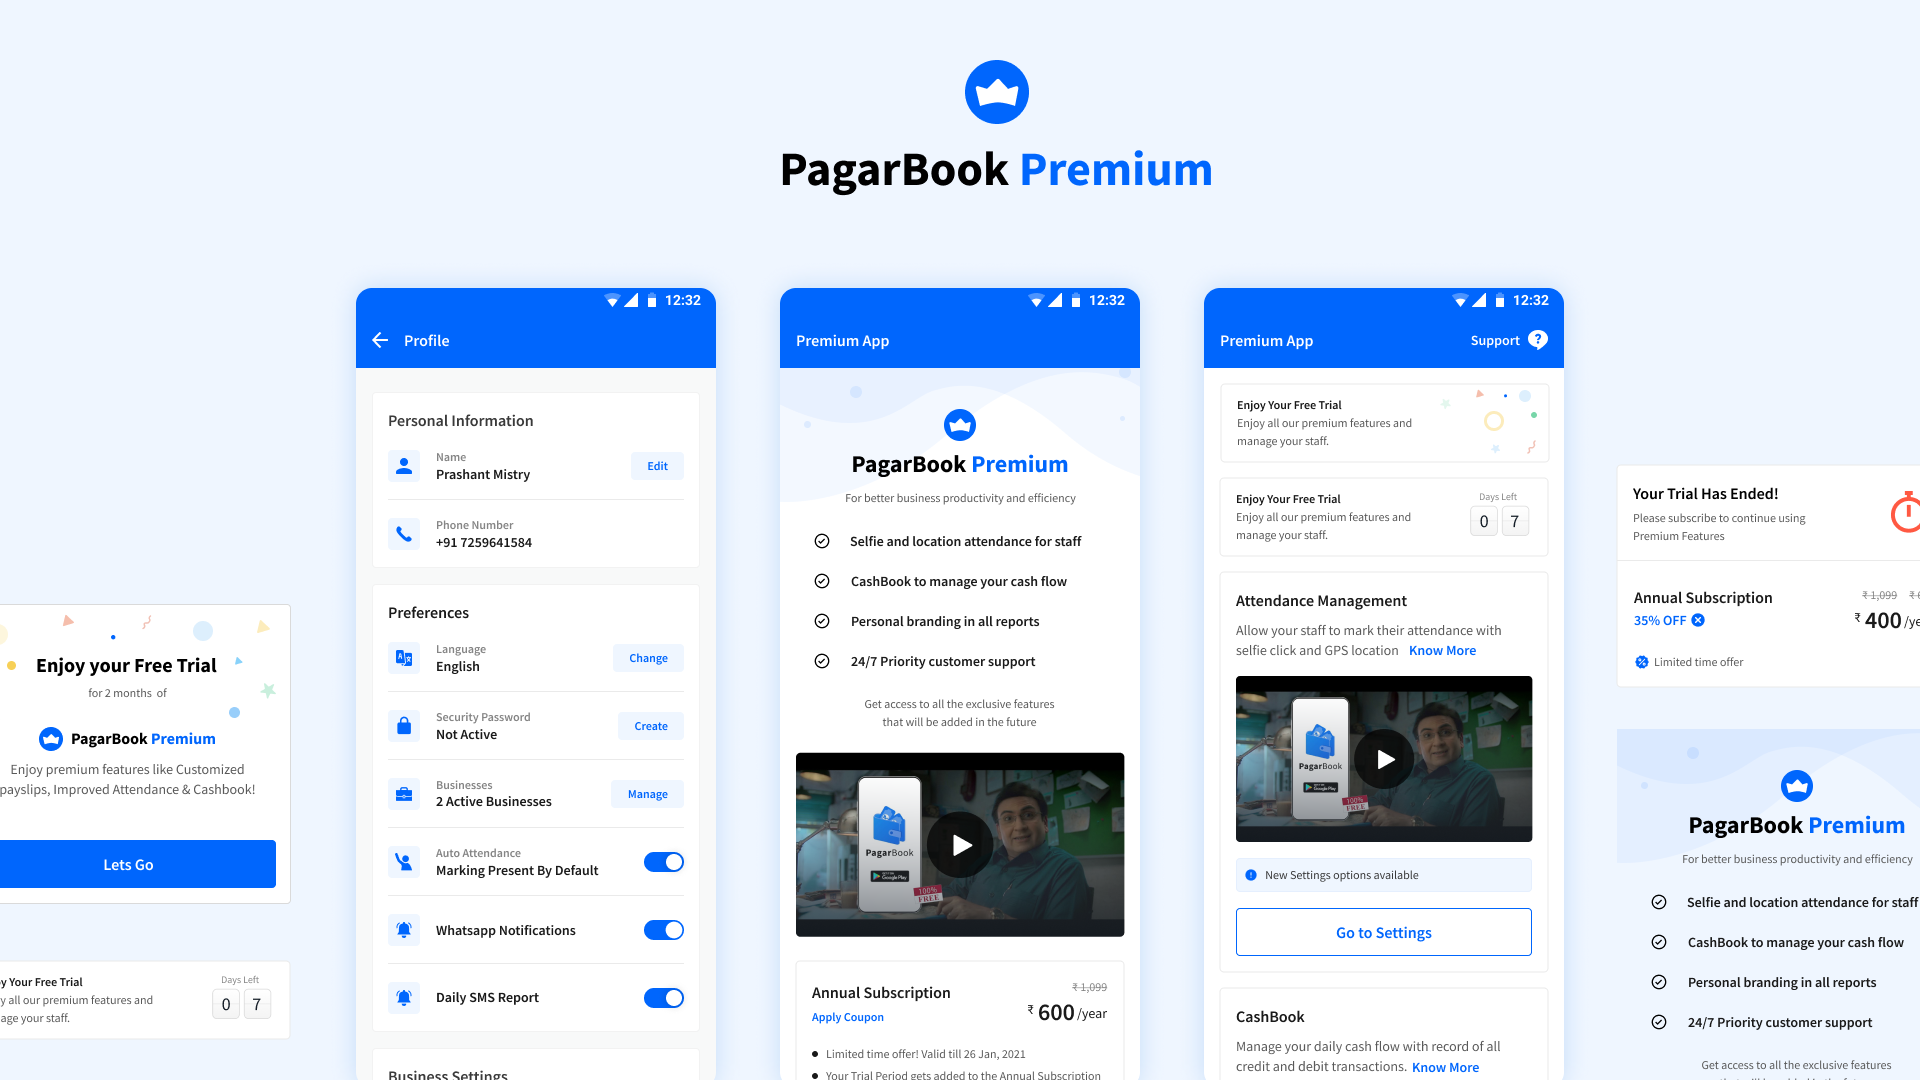 PagarBook Premium
Enjoy your Free Trial
for 2 months of
PagarBook Premium
Enjoy premium features like Customized
payslips, Improved Attendance & Cashbook!
Lets Go
y Your Free Trial
y all our premium features and
age your staff.
Days Left
0 7
12:32
Profile
Personal Information
Name
Prashant Mistry
Edit
Phone Number
+91 7259641584
Preferences
Language
English
Change
Security Password
Not Active
Create
Businesses
2 Active Businesses
Manage
Auto Attendance
Marking Present By Default
Whatsapp Notifications
Daily SMS Report
Business Settings
12:32
Premium App
PagarBook Premium
For better business productivity and efficiency
Selfie and location attendance for staff
CashBook to manage your cash flow
Personal branding in all reports
24/7 Priority customer support
Get access to all the exclusive features
that will be added in the future
PagarBook
Google Play
100%
FREE
Annual Subscription
Apply Coupon
₹ 1,099
₹ 600 /year
Limited time offer! Valid till 26 Jan, 2021
Your Trial Period gets added to the Annual Subscription
12:32
Premium App
Support ?
Enjoy Your Free Trial
Enjoy all our premium features and
manage your staff.
Enjoy Your Free Trial
Enjoy all our premium features and
manage your staff.
Days Left
0 7
Attendance Management
Allow your staff to mark their attendance with
selfie click and GPS location Know More
PagarBook
Google Play
100%
FREE
New Settings options available
Go to Settings
CashBook
Manage your daily cash flow with record of all
credit and debit transactions. Know More
Your Trial Has Ended!
Please subscribe to continue using
Premium Features
Annual Subscription
35% OFF
₹ 1,099 ₹
₹ 400 /ye
Limited time offer
PagarBook Premium
For better business productivity and efficiency
Selfie and location attendance for staff
CashBook to manage your cash flow
Personal branding in all reports
24/7 Priority customer support
Get access to all the exclusive features